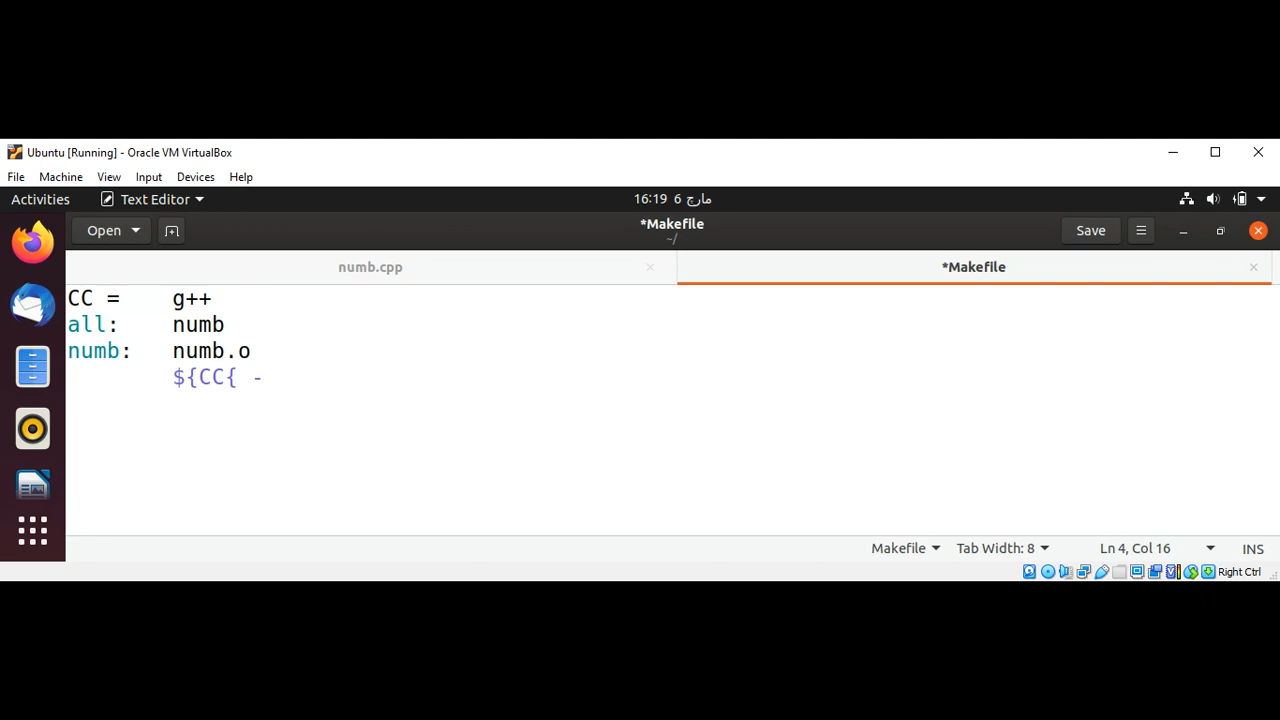 Ubuntu [Running] - Oracle VM VirtualBox
File Machine View Input Devices Help
Activities Text Editor 16:19 6 مارچ
Open *Makefile Save
~/
numb.cpp *Makefile
CC = g++
all: numb
numb: numb.o
${CC{ -
Makefile Tab Width: 8 Ln 4, Col 16 INS
Right Ctrl